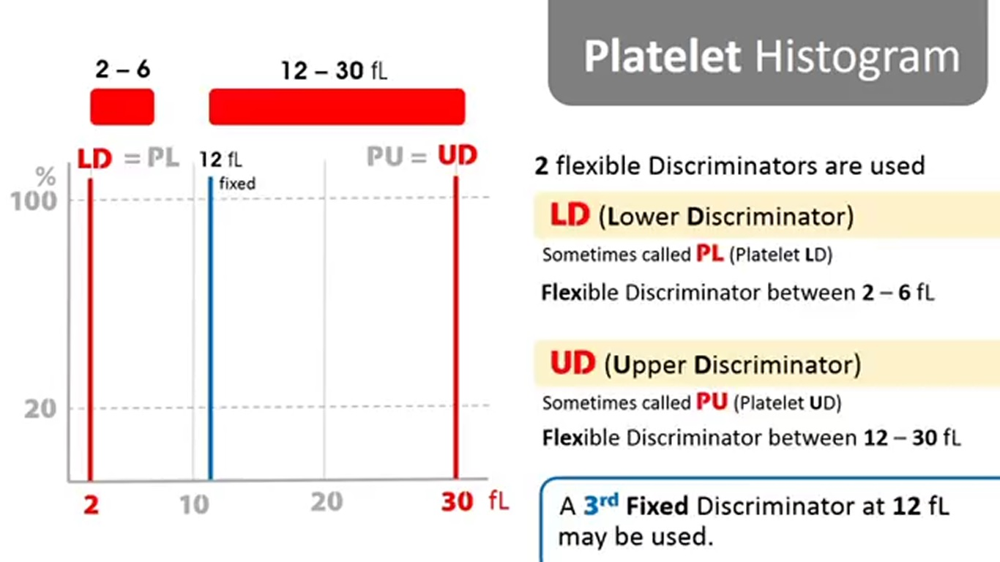 Platelet Histogram
2 – 6
12 – 30 fL
LD = PL
12 fL
fixed
PU = UD
%
100
20
2
10
20
30 fL
2 flexible Discriminators are used
LD (Lower Discriminator)
Sometimes called PL (Platelet LD)
Flexible Discriminator between 2 – 6 fL
UD (Upper Discriminator)
Sometimes called PU (Platelet UD)
Flexible Discriminator between 12 – 30 fL
A 3rd Fixed Discriminator at 12 fL
may be used.